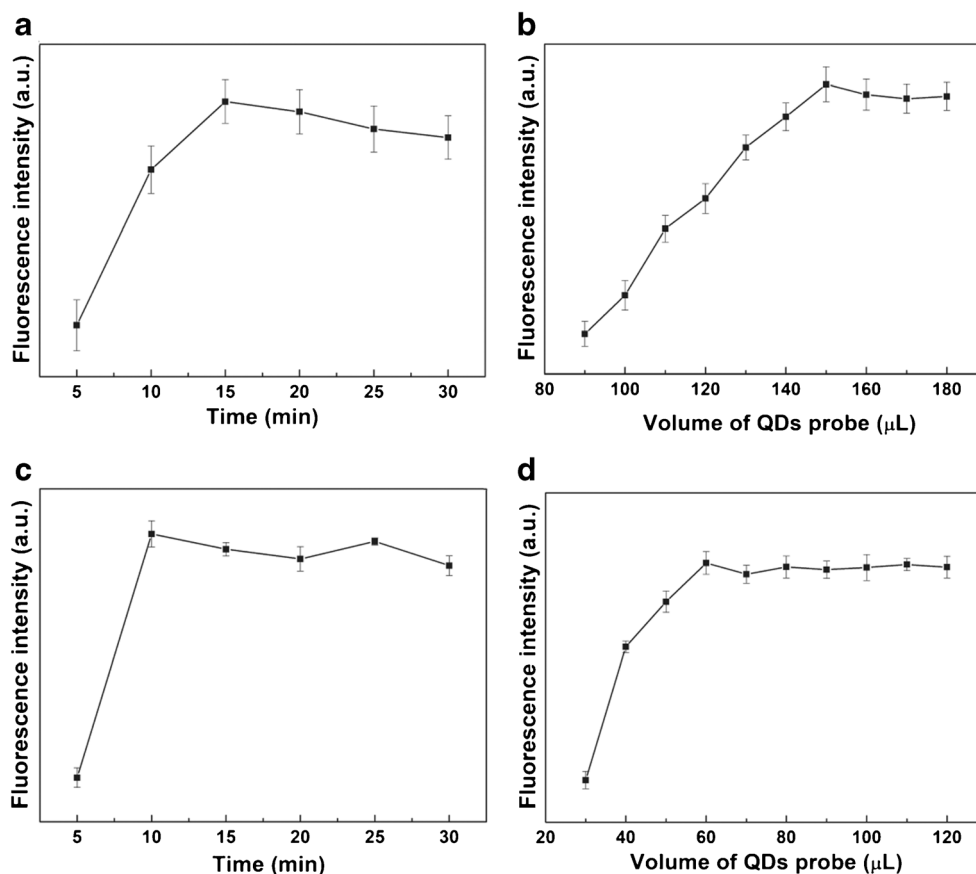 a
Fluorescence intensity (a.u.)
5 10 15 20 25 30
Time (min)
b
Fluorescence intensity (a.u.)
80 100 120 140 160 180
Volume of QDs probe (μL)
c
Fluorescence intensity (a.u.)
5 10 15 20 25 30
Time (min)
d
Fluorescence intensity (a.u.)
20 40 60 80 100 120
Volume of QDs probe (μL)